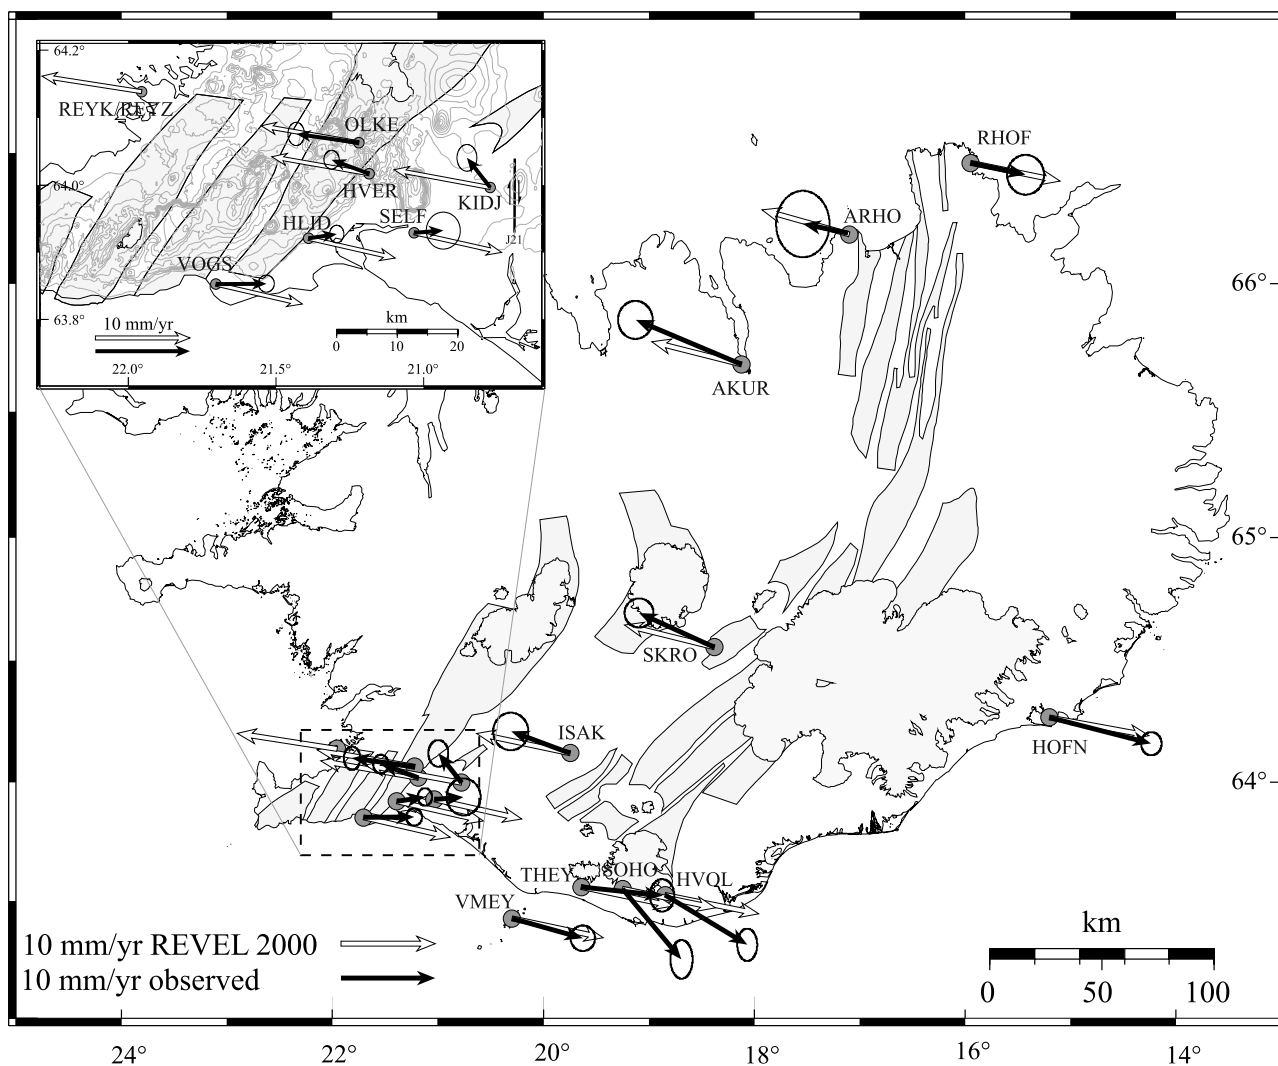 64.2°
REYK/REYZ
OLKE
64.0°
HVER
KIDJ
HLID
SELF
J21
VOGS
63.8°
10 mm/yr
km
0 10 20
22.0° 21.5° 21.0°
RHOF
ARHO
66°
AKUR
65°
SKRO
ISAK
HOFN
64°
THEY
SOHO
HVOL
VMEY
10 mm/yr REVEL 2000
10 mm/yr observed
km
0 50 100
24° 22° 20° 18° 16° 14°